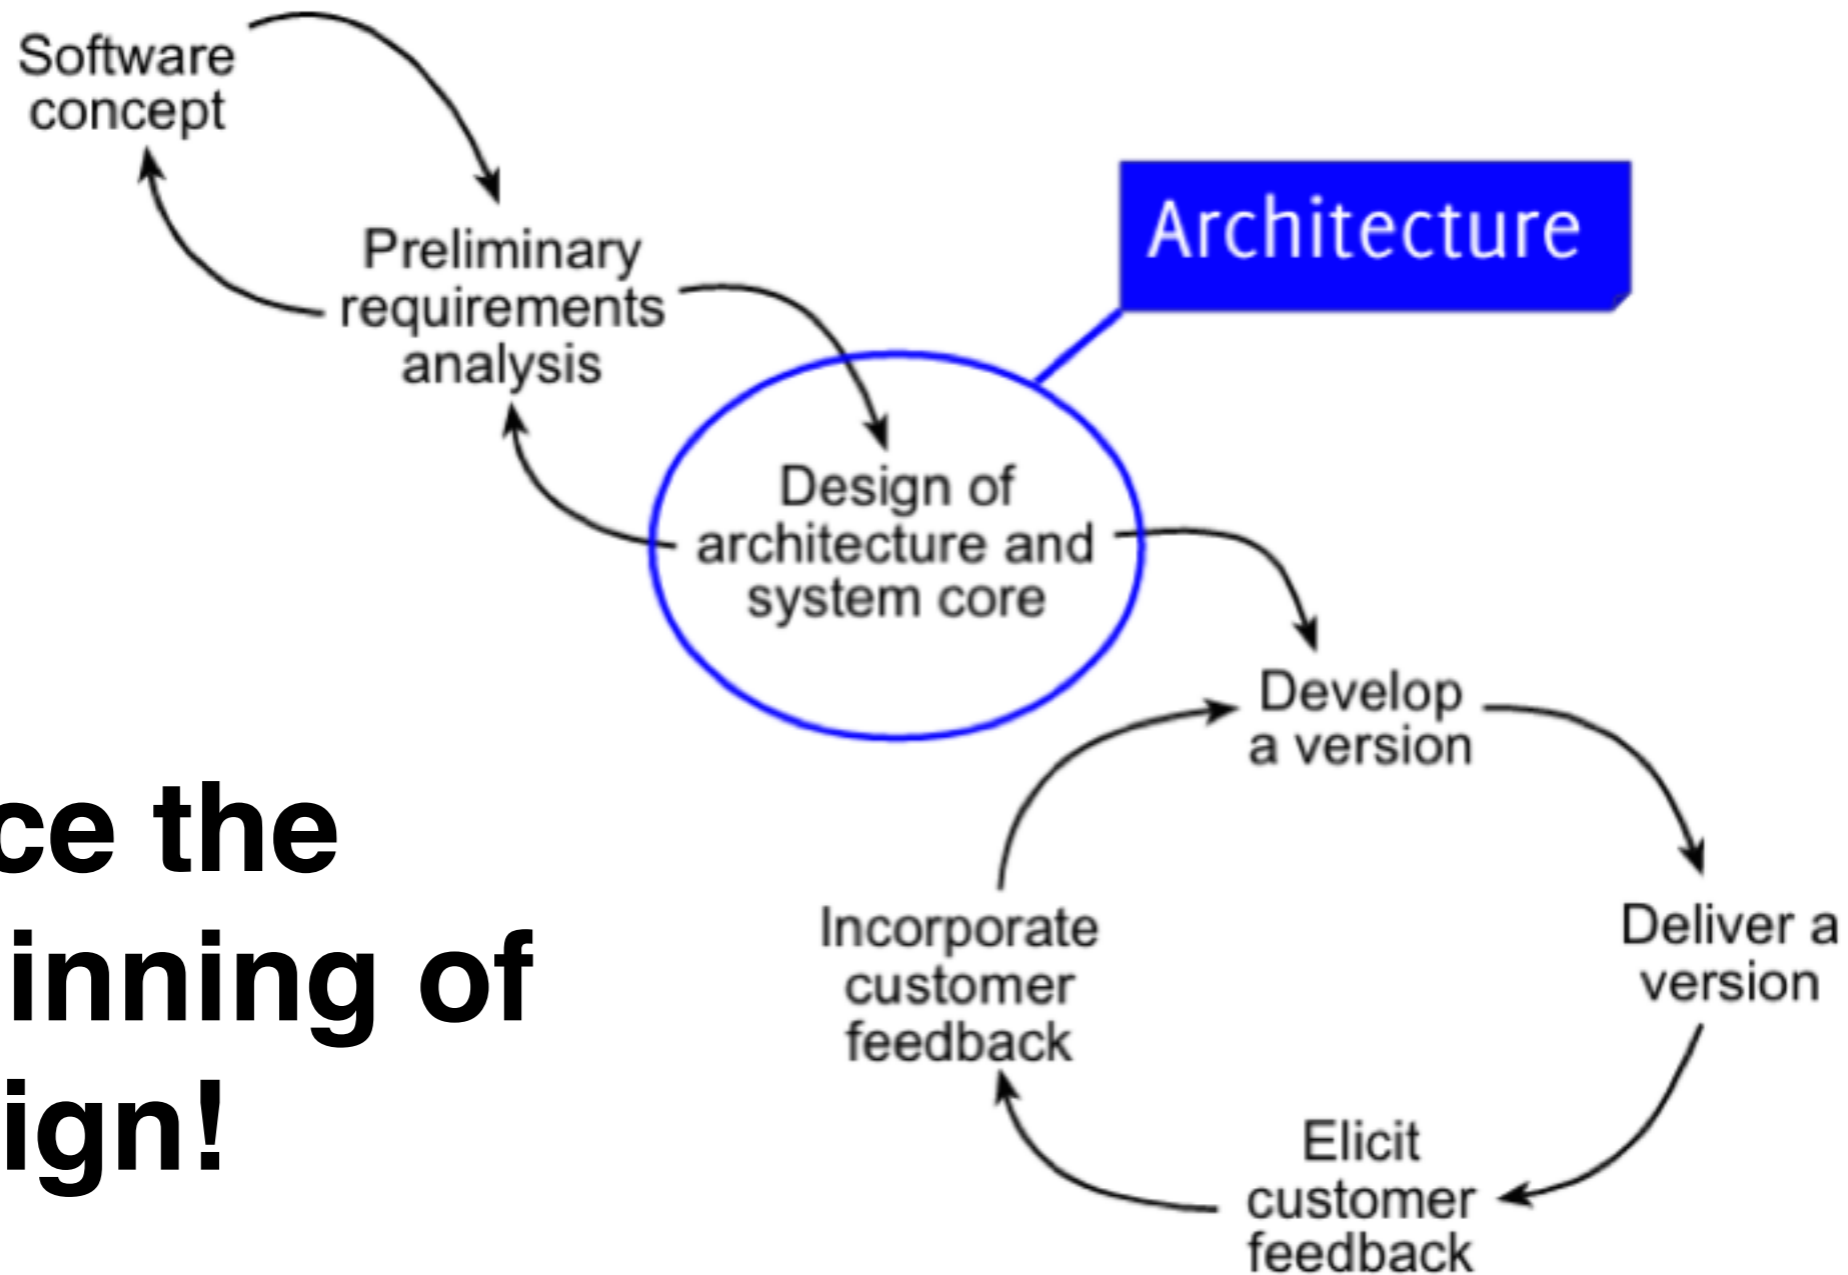 Software
concept
Preliminary
requirements
analysis
Architecture
Design of
architecture and
system core
Develop
a version
Deliver a
version
Elicit
customer
feedback
Incorporate
customer
feedback
ce the
inning of
ign!